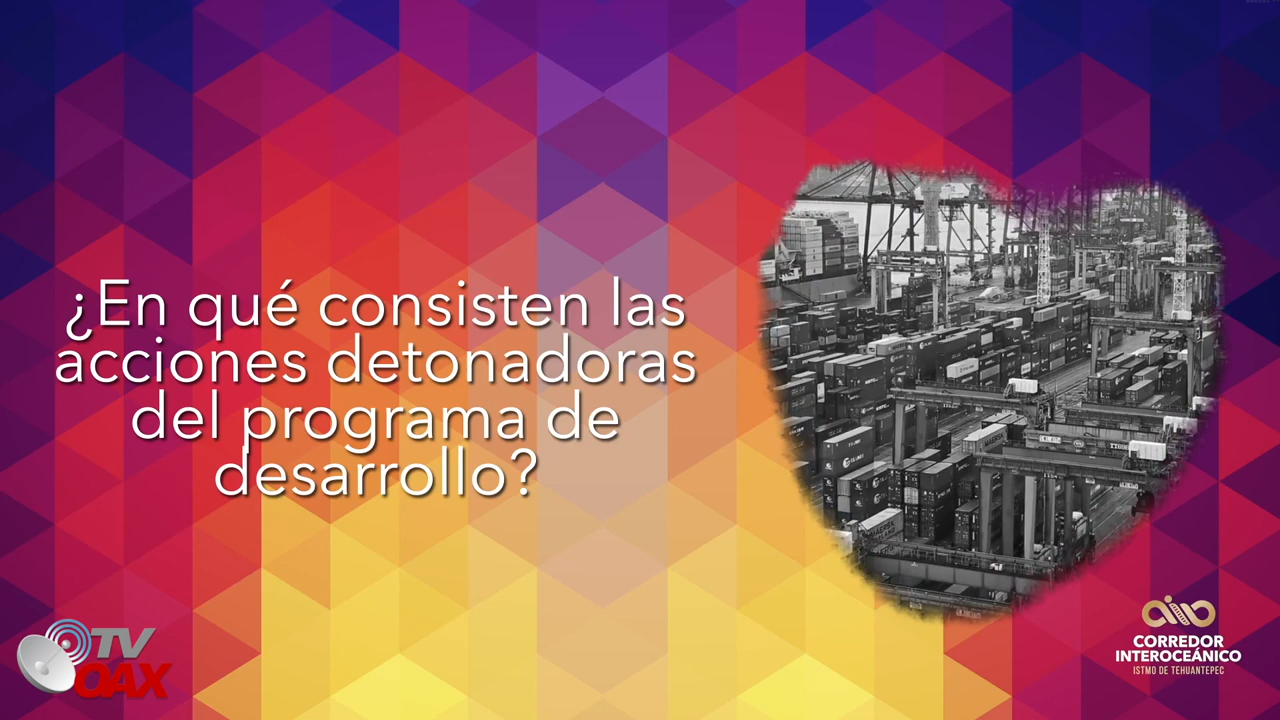 ¿En qué consisten las
acciones detonadoras
del programa de
desarrollo?
TV
OAX
CORREDOR
INTEROCEÁNICO
ISTMO DE TEHUANTEPEC